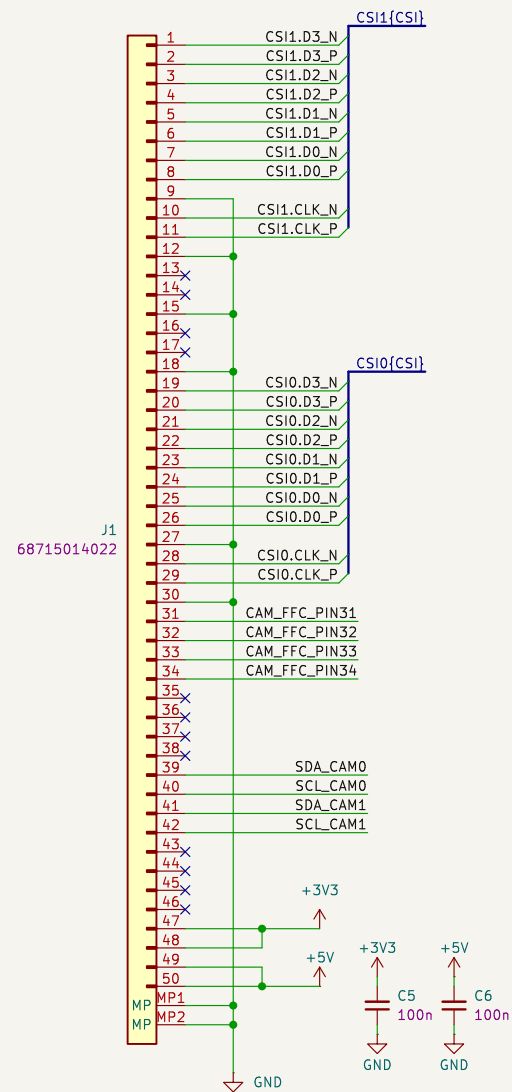 CSI1{CSI}
1 CSI1.D3_N
2 CSI1.D3_P
3 CSI1.D2_N
4 CSI1.D2_P
5 CSI1.D1_N
6 CSI1.D1_P
7 CSI1.D0_N
8 CSI1.D0_P
9
10 CSI1.CLK_N
11 CSI1.CLK_P
12
13
14
15
16
17
18 CSI0{CSI}
19 CSI0.D3_N
20 CSI0.D3_P
21 CSI0.D2_N
22 CSI0.D2_P
23 CSI0.D1_N
24 CSI0.D1_P
25 CSI0.D0_N
26 CSI0.D0_P
J1
27
68715014022
28 CSI0.CLK_N
29 CSI0.CLK_P
30
31 CAM_FFC_PIN31
32 CAM_FFC_PIN32
33 CAM_FFC_PIN33
34 CAM_FFC_PIN34
35
36
37
38
39 SDA_CAM0
40 SCL_CAM0
41 SDA_CAM1
42 SCL_CAM1
43
44
45
46
+3V3
47
48 +3V3 +5V
49 +5V
50
C5 C6
MP MP1
100n 100n
MP MP2
GND GND
GND